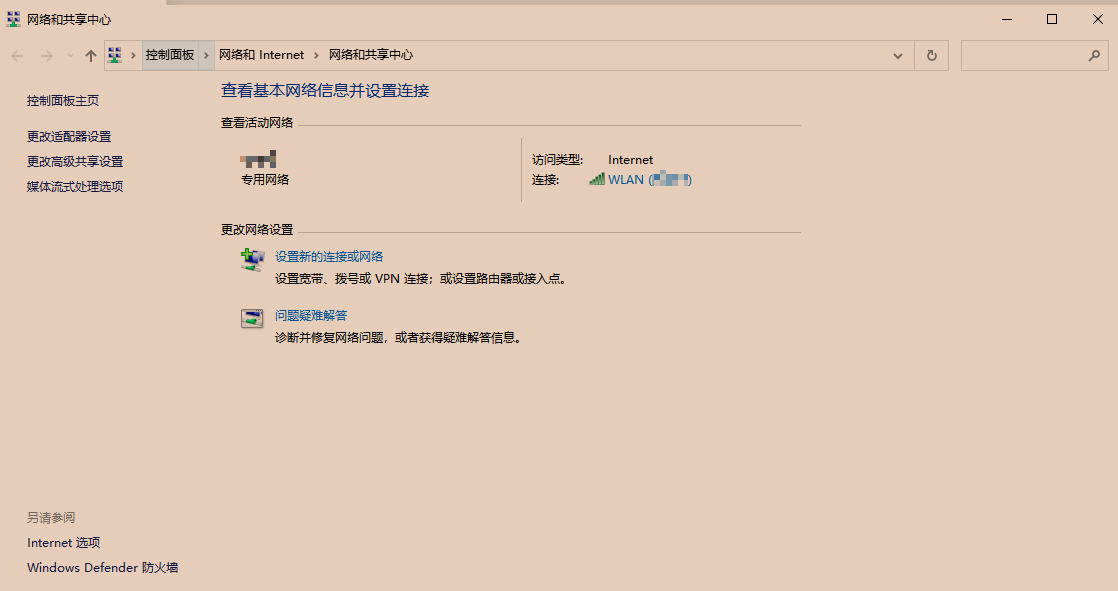 网络和共享中心
控制面板 网络和 Internet 网络和共享中心
控制面板主页
更改适配器设置
更改高级共享设置
媒体流式处理选项
查看基本网络信息并设置连接
查看活动网络
专用网络
访问类型: Internet
连接: WLAN ()
更改网络设置
设置新的连接或网络
设置宽带、拨号或 VPN 连接；或设置路由器或接入点。
问题疑难解答
诊断并修复网络问题，或者获得疑难解答信息。
另请参阅
Internet 选项
Windows Defender 防火墙